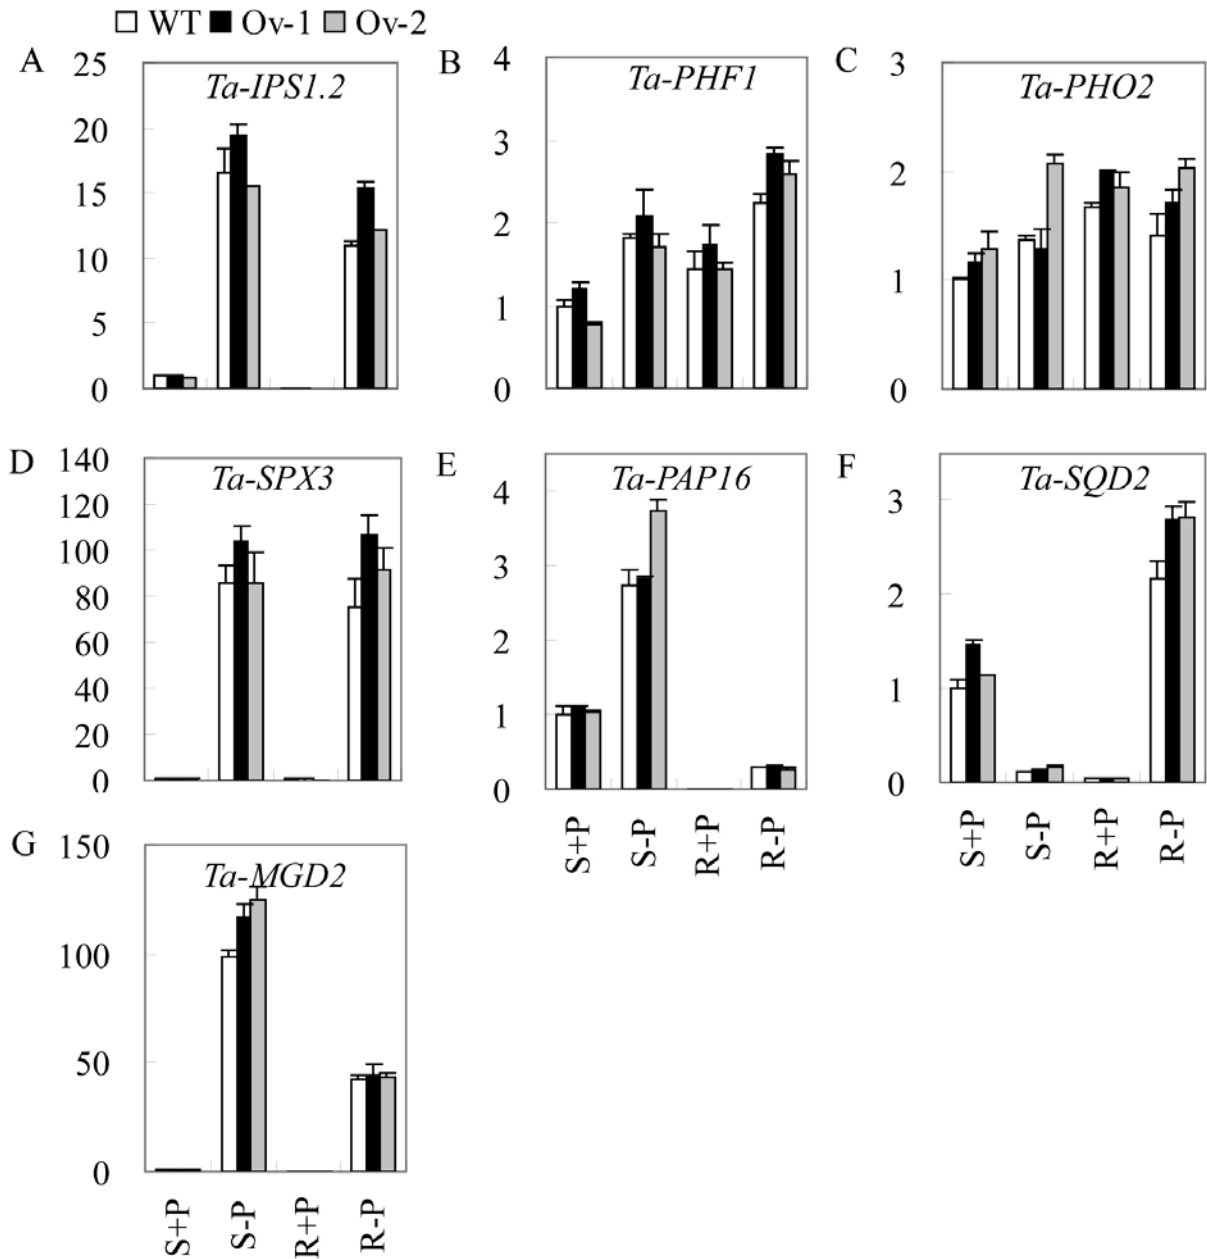 WT Ov-1 Ov-2
A
25
20
15
10
5
0
Ta-IPS1.2
B
4
3
2
1
0
Ta-PHF1
C
3
2
1
0
Ta-PHO2
D
140
120
100
80
60
40
20
0
Ta-SPX3
E
4
3
2
1
0
Ta-PAP16
S+P
S-P
R+P
R-P
F
3
2
1
0
Ta-SQD2
S+P
S-P
R+P
R-P
G
150
100
50
0
Ta-MGD2
S+P
S-P
R+P
R-P